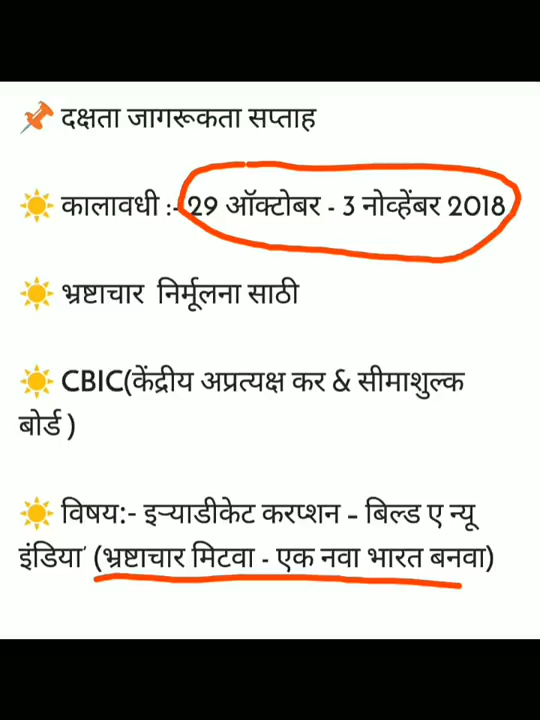 दक्षता जागरूकता सप्ताह
कालावधी :- 29 ऑक्टोबर - 3 नोव्हेंबर 2018
भ्रष्टाचार निर्मूलना साठी
CBIC(केंद्रीय अप्रत्यक्ष कर & सीमाशुल्क
बोर्ड )
विषय:- इऱ्याडीकेट करप्शन - बिल्ड ए न्यू
इंडिया' (भ्रष्टाचार मिटवा - एक नवा भारत बनवा)